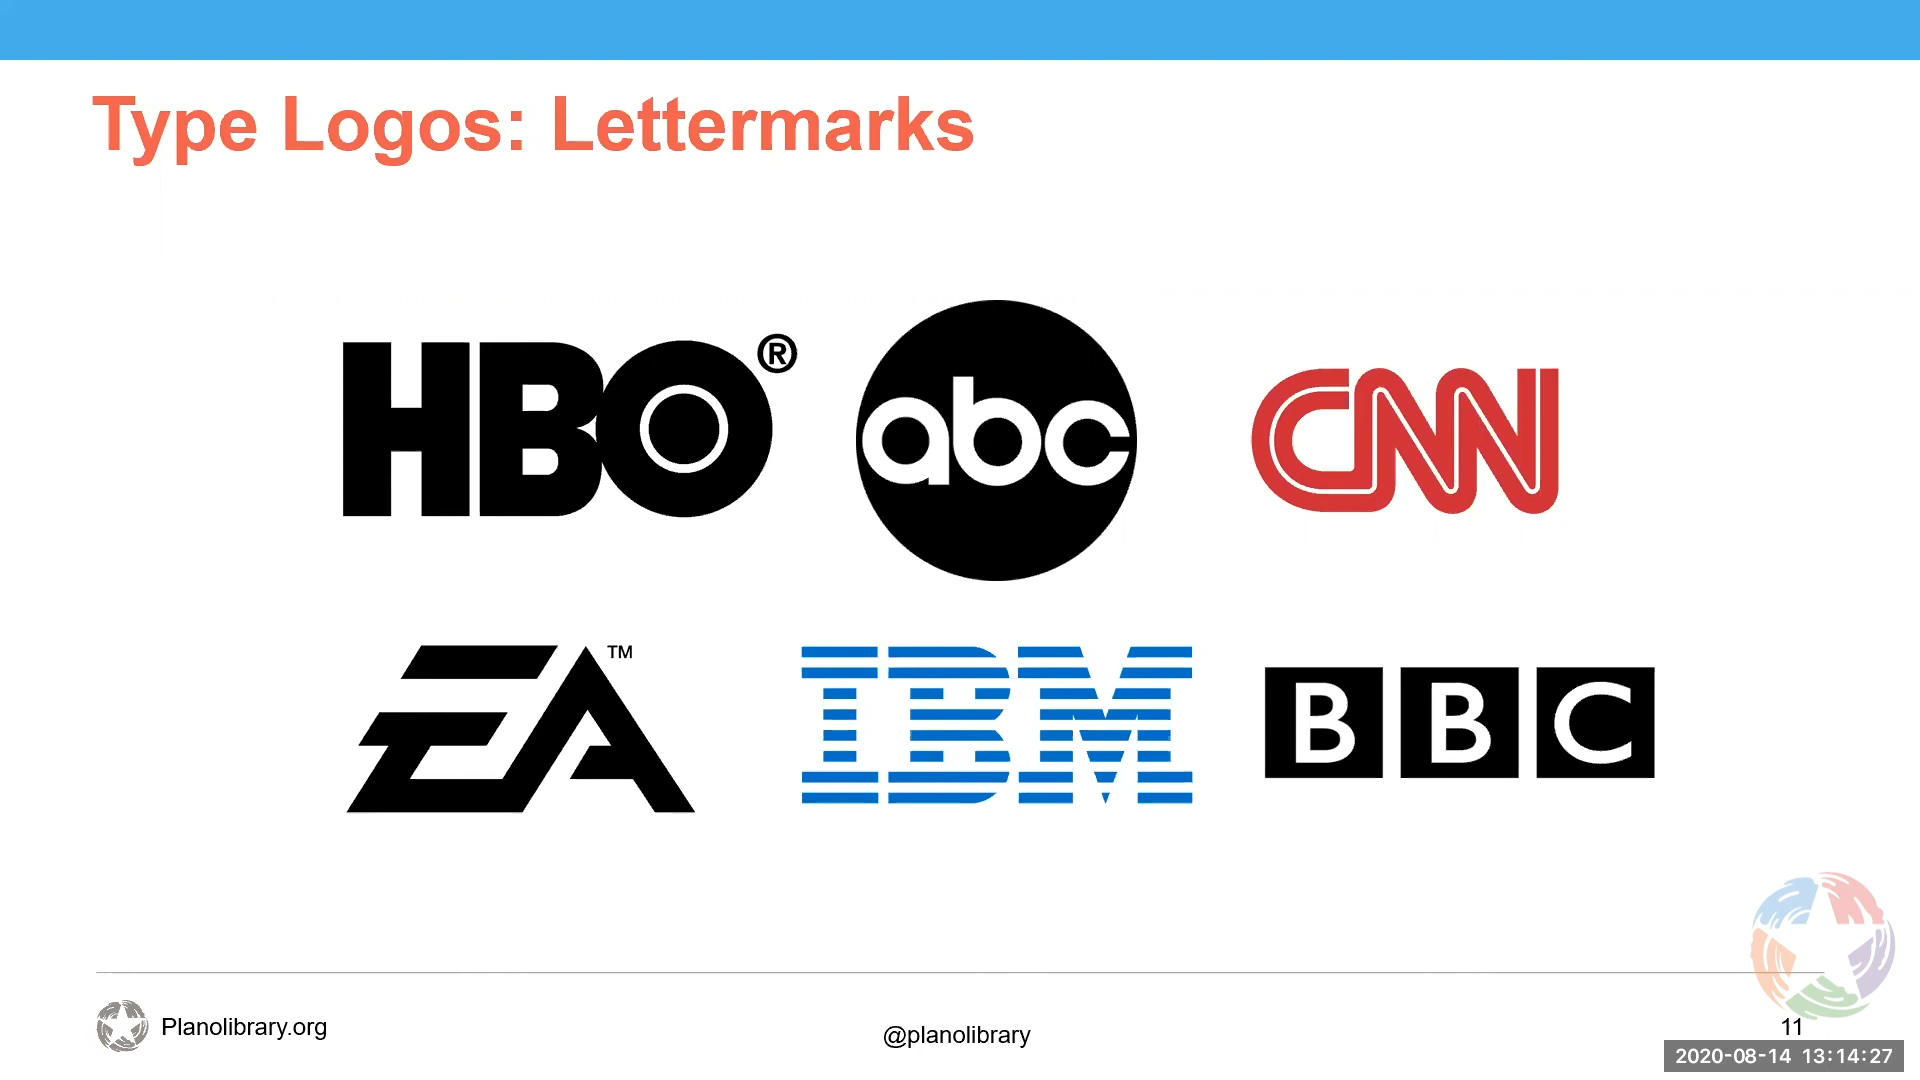 Type Logos: Lettermarks
HBO®
abc
CNN
EA™
IBM
BBC
Planolibrary.org
@planolibrary
11
2020-08-14 13:14:27